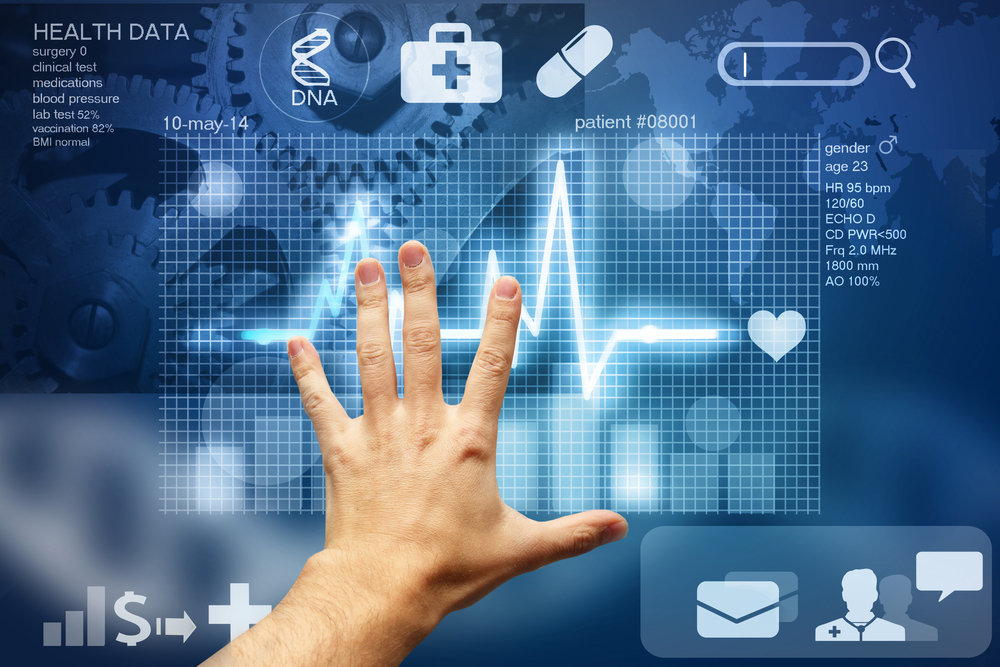 HEALTH DATA
surgery 0
clinical test
medications
blood pressure
lab test 52%
vaccination 82%
BMI normal
DNA
10-may-14
patient #08001
gender
age 23
HR 95 bpm
120/60
ECHO D
CD PWR<500
Frq 2.0 MHz
1800 mm
AO 100%
$